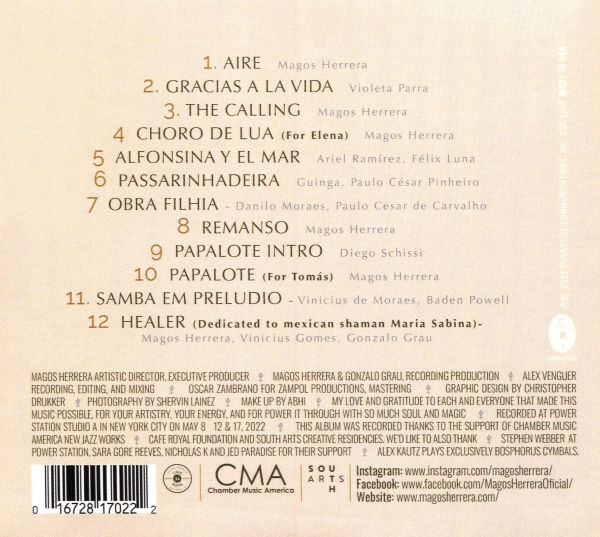 1. AIRE Magos Herrera
2. GRACIAS A LA VIDA Violeta Parra
3. THE CALLING Magos Herrera
4 CHORO DE LUA (For Elena) Magos Herrera
5 ALFONSINA Y EL MAR Ariel Ramírez, Félix Luna
6 PASSARINHADEIRA Guinga, Paulo César Pinheiro
7 OBRA FILHIA - Danilo Moraes, Paulo Cesar de Carvalho
8 REMANSO Magos Herrera
9 PAPALOTE INTRO Diego Schissi
10 PAPALOTE (For Tomás) Magos Herrera
11. SAMBA EM PRELUDIO - Vinicius de Moraes, Baden Powell
12 HEALER (Dedicated to mexican shaman Maria Sabina)-
Magos Herrera, Vinicius Gomes, Gonzalo Grau
MAGOS HERRERA ARTISTIC DIRECTOR, EXECUTIVE PRODUCER MAGOS HERRERA & GONZALO GRAU, RECORDING PRODUCTION ALEX VENGUER
RECORDING, EDITING, AND MIXING OSCAR ZAMBRANO FOR ZAMPOL PRODUCTIONS, MASTERING GRAPHIC DESIGN BY CHRISTOPHER
DRUKKER PHOTOGRAPHY BY SHERVIN LAINEZ MAKE UP BY ABHI MY LOVE AND GRATITUDE TO EACH AND EVERYONE THAT MADE THIS
MUSIC POSSIBLE, FOR YOUR ARTISTRY, YOUR ENERGY, AND FOR POWER IT THROUGH WITH SO MUCH SOUL AND MAGIC RECORDED AT POWER
STATION STUDIO A IN NEW YORK CITY ON MAY 8 12 & 17, 2022 THIS ALBUM WAS RECORDED THANKS TO THE SUPPORT OF CHAMBER MUSIC
AMERICA NEW JAZZ WORKS CAFE ROYAL FOUNDATION AND SOUTH ARTS CREATIVE RESIDENCIES. WE'D LIKE TO ALSO THANK STEPHEN WEBBER AT
POWER STATION, SARA GORE REEVES, NICHOLAS K AND JED PARADISE FOR THEIR SUPPORT ALEX KAUTZ PLAYS EXCLUSIVELY BOSPHORUS CYMBALS.
0 16728 17022 2
CMA
Chamber Music America
SOU
ARTS
TH
Instagram: www.instagram.com/magosherrera/
Facebook: www.facebook.com/MagosHerreraOficial/
Website: www.magosherrera.com/